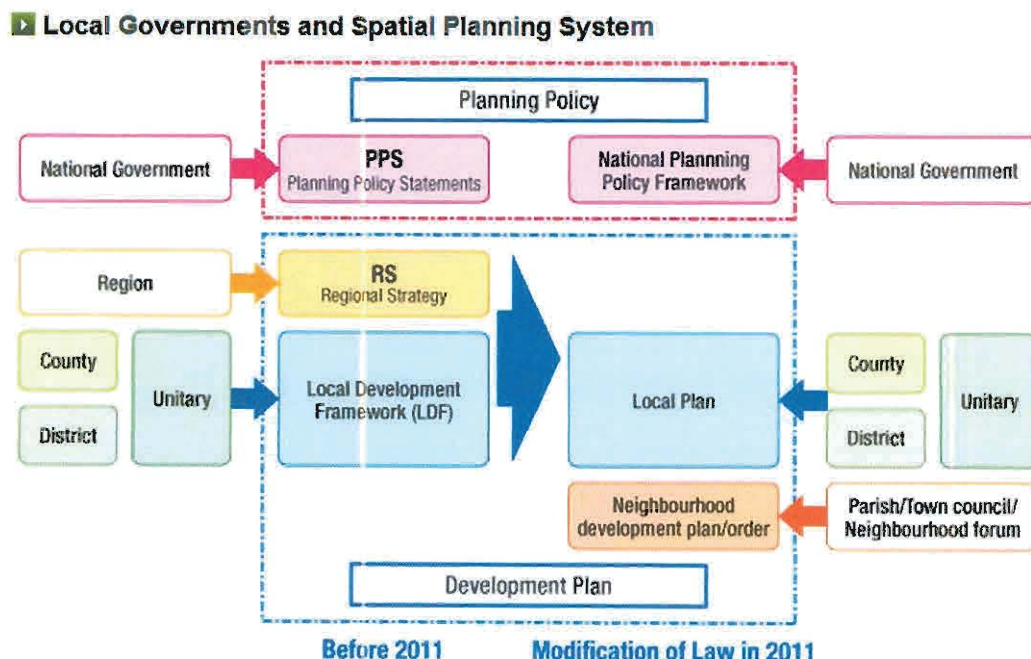 Local Governments and Spatial Planning System
Planning Policy
National Government
PPS
Planning Policy Statements
National Plannning
Policy Framework
National Government
Region
RS
Regional Strategy
County
District
Unitary
Local Development
Framework (LDF)
Local Plan
County
District
Unitary
Neighbourhood
development plan/order
Parish/Town council/
Neighbourhood forum
Development Plan
Before 2011
Modification of Law in 2011